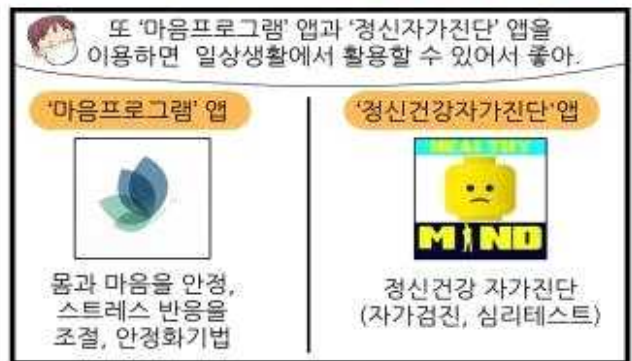 또 '마음프로그램' 앱과 '정신자가진단' 앱을
이용하면 일상생활에서 활용할 수 있어서 좋아.
'마음프로그램' 앱
몸과 마음을 안정,
스트레스 반응을
조절, 안정화기법
'정신건강자가진단'앱
HEALTHY
MIND
정신건강 자가진단
(자가검진, 심리테스트)